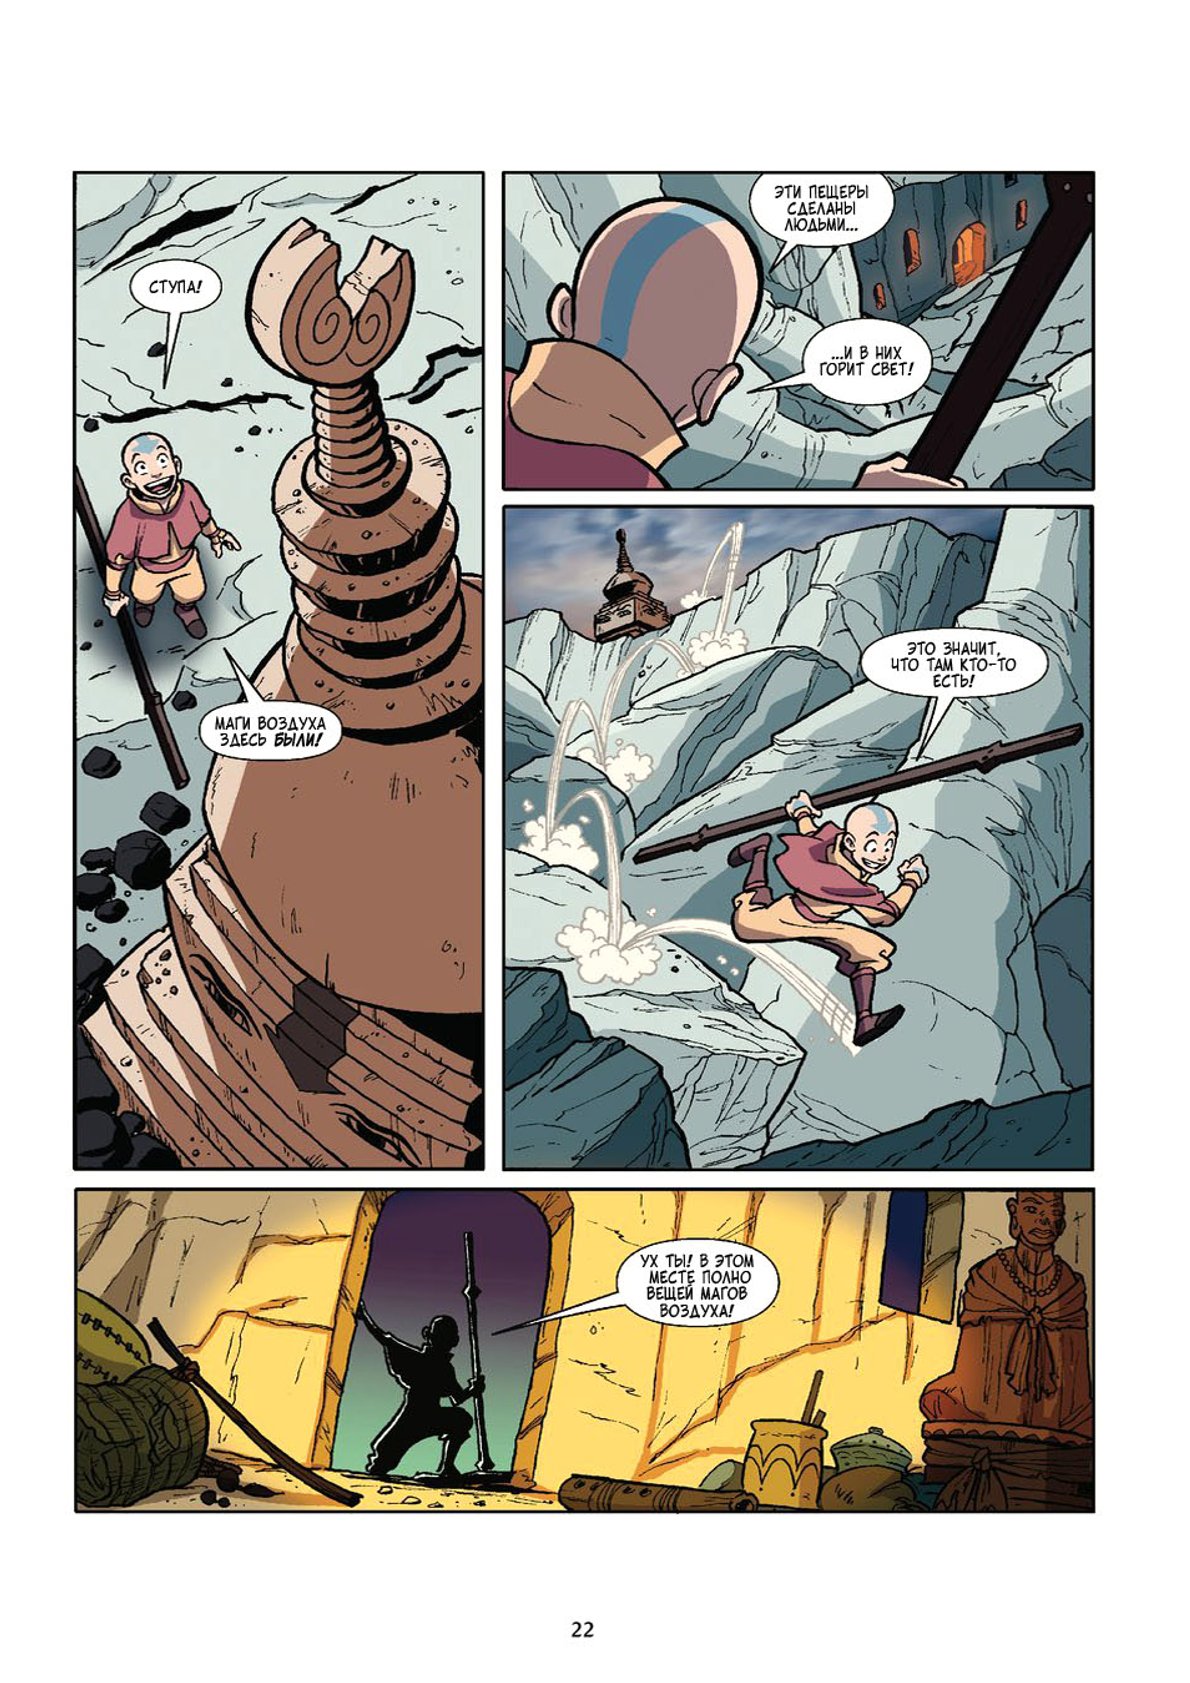 СТУПА!
МАГИ ВОЗДУХА
ЗДЕСЬ БЫЛИ!
ЭТИ ПЕЩЕРЫ
СДЕЛАНЫ
ЛЮДЬМИ...
...И В НИХ
ГОРИТ СВЕТ!
ЭТО ЗНАЧИТ,
ЧТО ТАМ КТО-ТО
ЕСТЬ!
УХ ТЫ! В ЭТОМ
МЕСТЕ ПОЛНО
ВЕЩЕЙ МАГОВ
ВОЗДУХА!
22